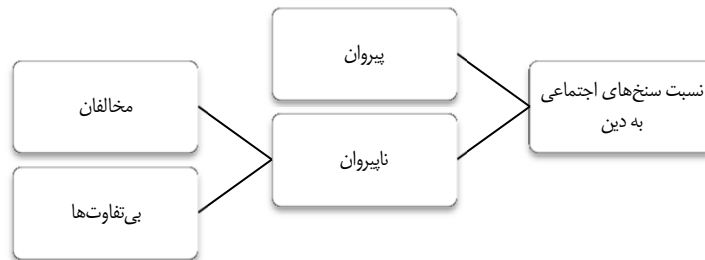 نسبت سنخ‌های اجتماعی
به دین
پیروان
ناپیروان
مخالفان
بی‌تفاوت‌ها